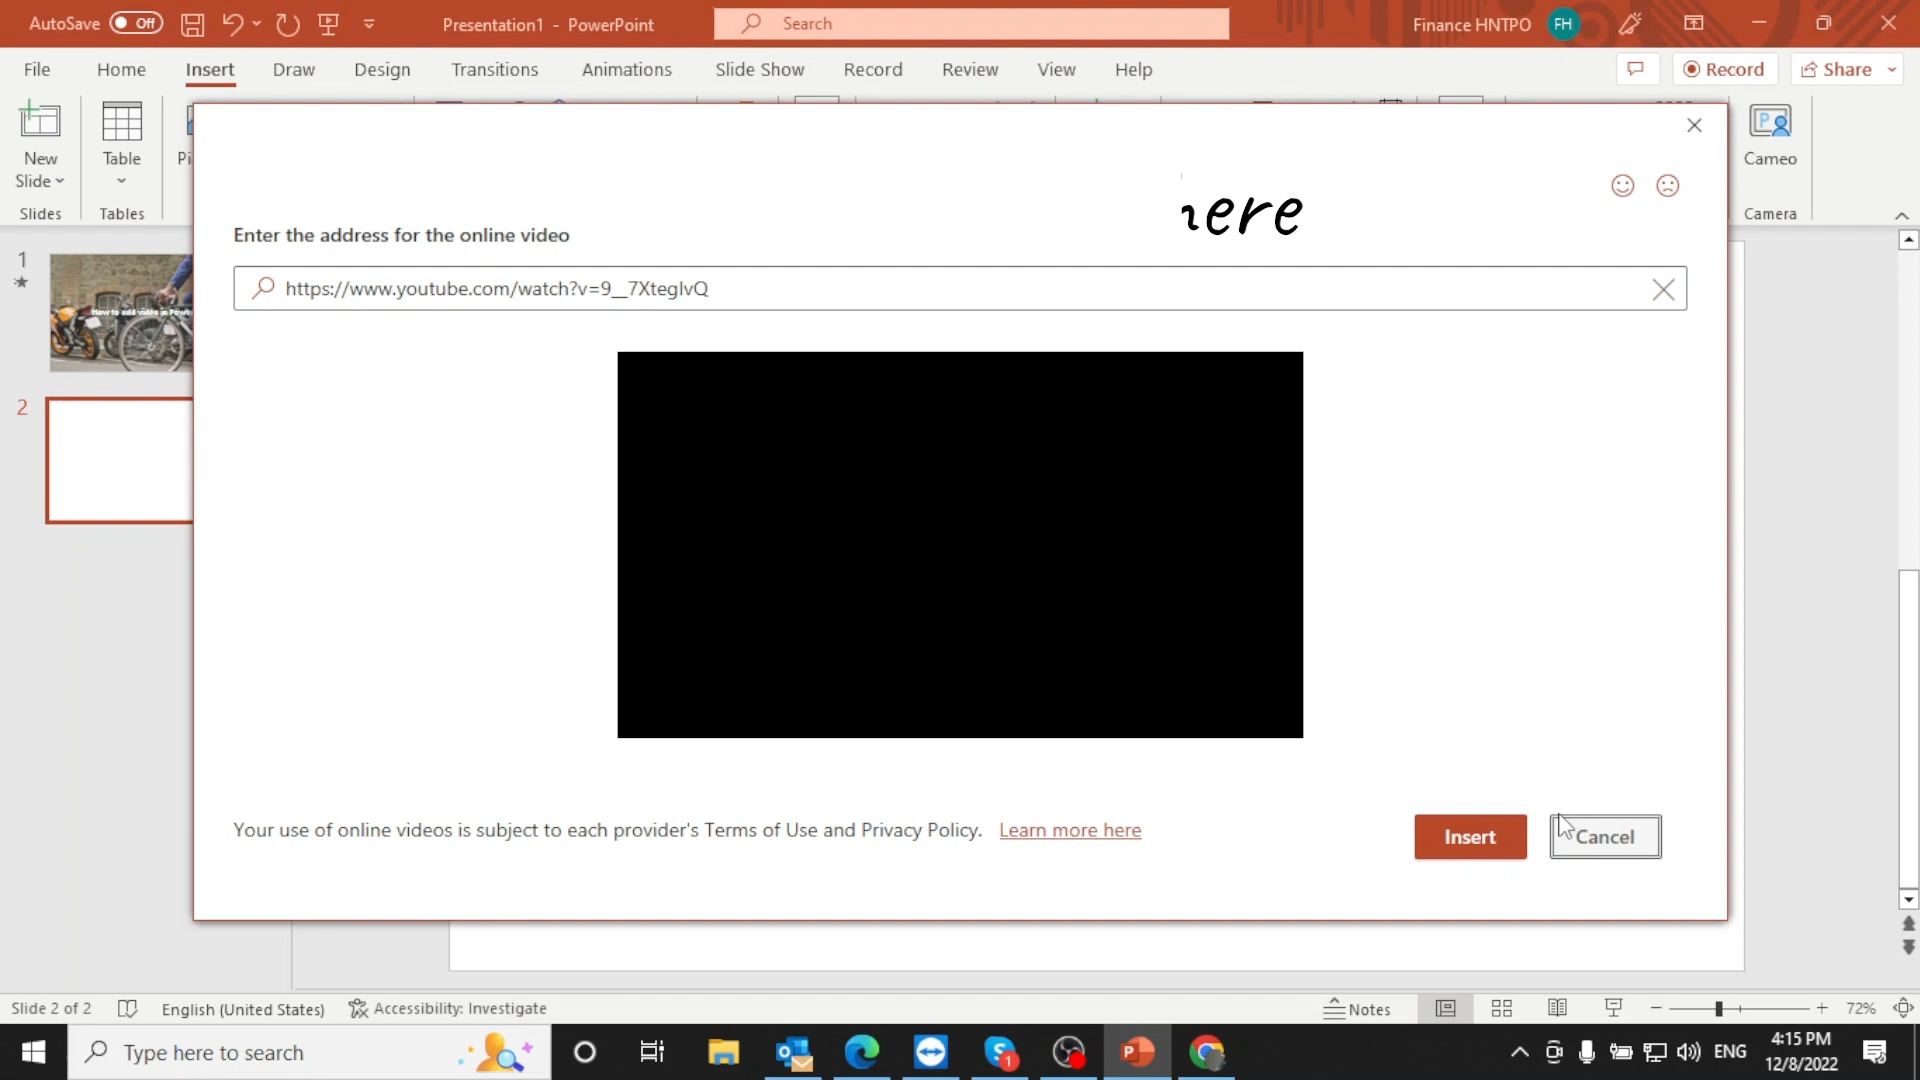 AutoSave Off Presentation1 - PowerPoint Search Finance HNTPO FH
File Home Insert Draw Design Transitions Animations Slide Show Record Review View Help Record Share
New
Slide
Table
Cameo
Slides Tables Camera
here
Enter the address for the online video
https://www.youtube.com/watch?v=9__7XteglvQ
1
2
Your use of online videos is subject to each provider's Terms of Use and Privacy Policy. Learn more here
Insert Cancel
Slide 2 of 2 English (United States) Accessibility: Investigate Notes 72%
Type here to search ENG 4:15 PM
12/8/2022